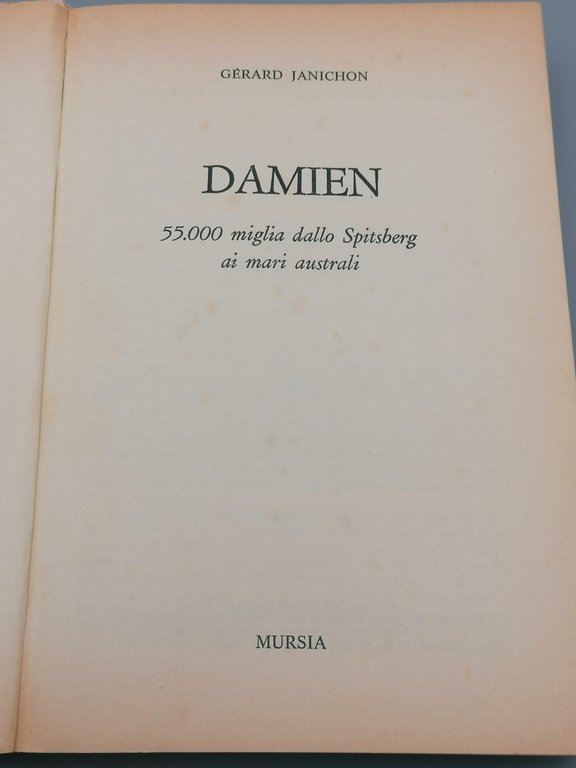 GÉRARD JANICHON
DAMIEN
55.000 miglia dallo Spitsberg
ai mari australi
MURSIA